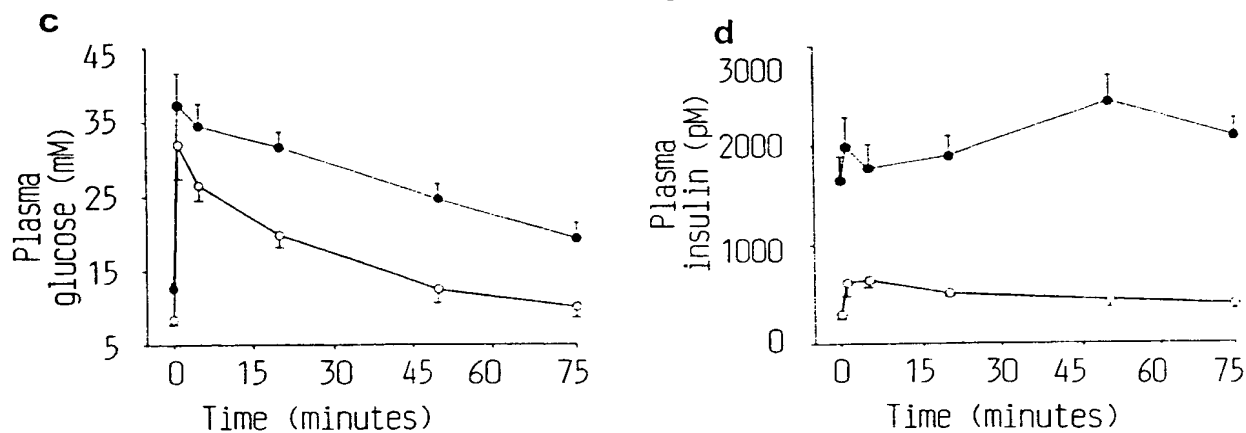 c
45
35
25
15
5
Plasma
glucose (mM)
0 15 30 45 60 75
Time (minutes)
d
3000
2000
1000
0
Plasma
insulin (pM)
0 15 30 45 60 75
Time (minutes)